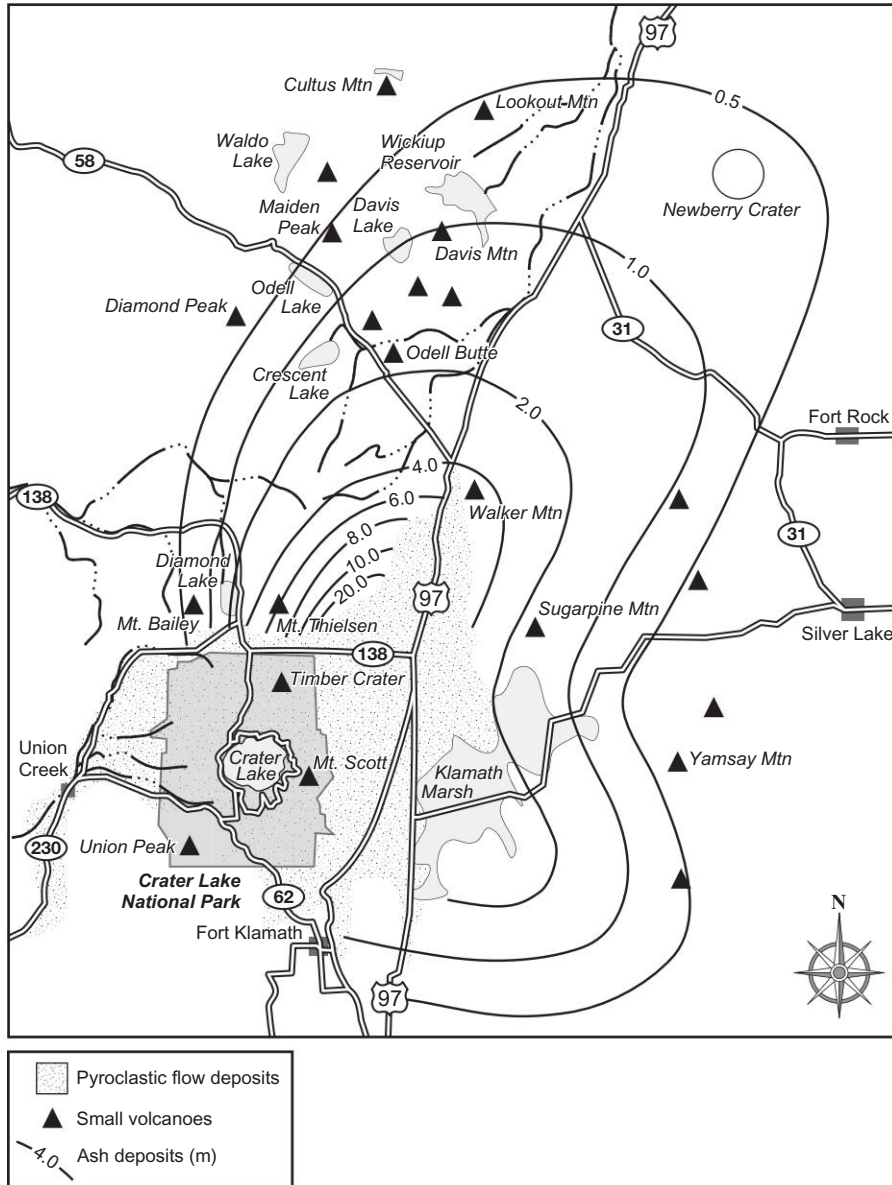 97
Cultus Mtn
Lookout Mtn
0.5
Waldo
Lake
Wickiup
Reservoir
58
Newberry Crater
Maiden
Peak
Davis
Lake
Davis Mtn
1.0
Odell
Lake
Diamond Peak
31
Odell Butte
Crescent
Lake
2.0
Fort Rock
4.0
138
6.0
Walker Mtn
8.0
31
Diamond
Lake
10.0
20.0
97
Mt. Bailey
Mt. Thielsen
Sugarpine Mtn
Silver Lake
138
Timber Crater
Union
Creek
Crater
Lake
Mt. Scott
Klamath
Marsh
Yamsay Mtn
230
Union Peak
Crater Lake
National Park
62
N
Fort Klamath
97
Pyroclastic flow deposits
Small volcanoes
4.0
Ash deposits (m)